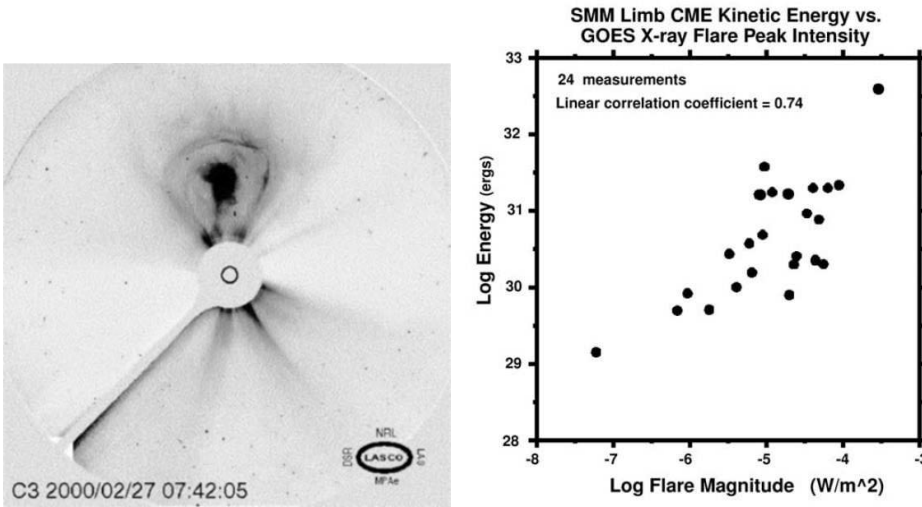 C3 2000/02/27 07:42:05
NRL
DSR
LASCO
MPAe
SMM Limb CME Kinetic Energy vs.
GOES X-ray Flare Peak Intensity
24 measurements
Linear correlation coefficient = 0.74
Log Energy (ergs)
33
32
31
30
29
28
-8
-7
-6
-5
-4
-3
Log Flare Magnitude (W/m^2)